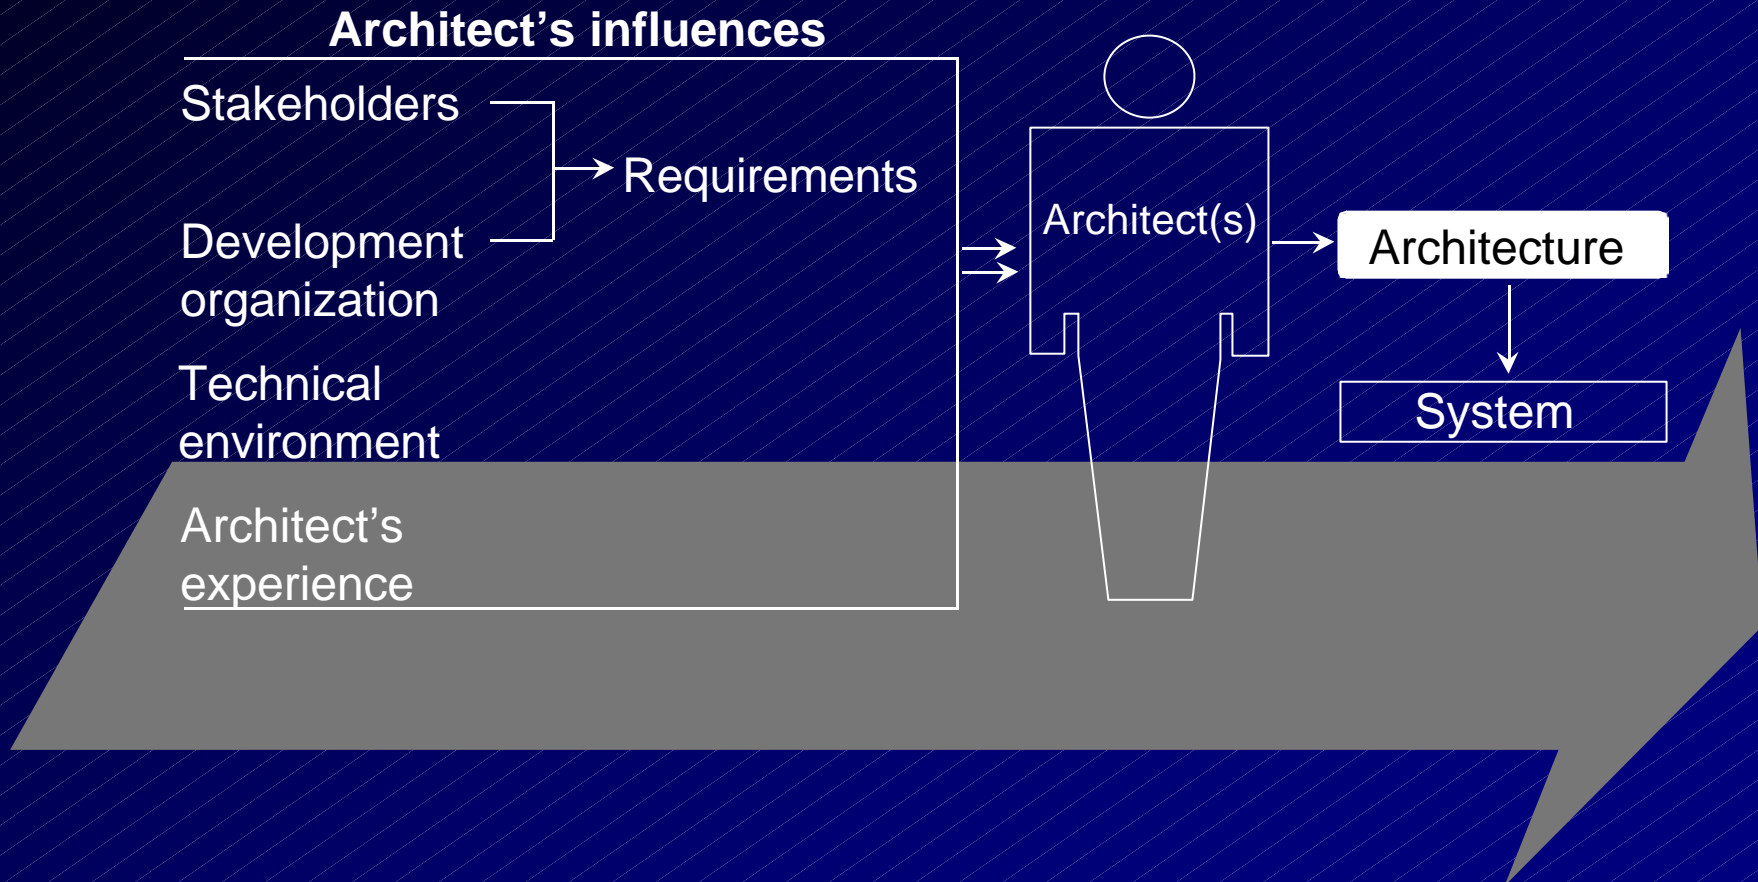 Architect’s influences
Stakeholders
Requirements
Development
organization
Technical
environment
Architect’s
experience
Architect(s)
Architecture
System